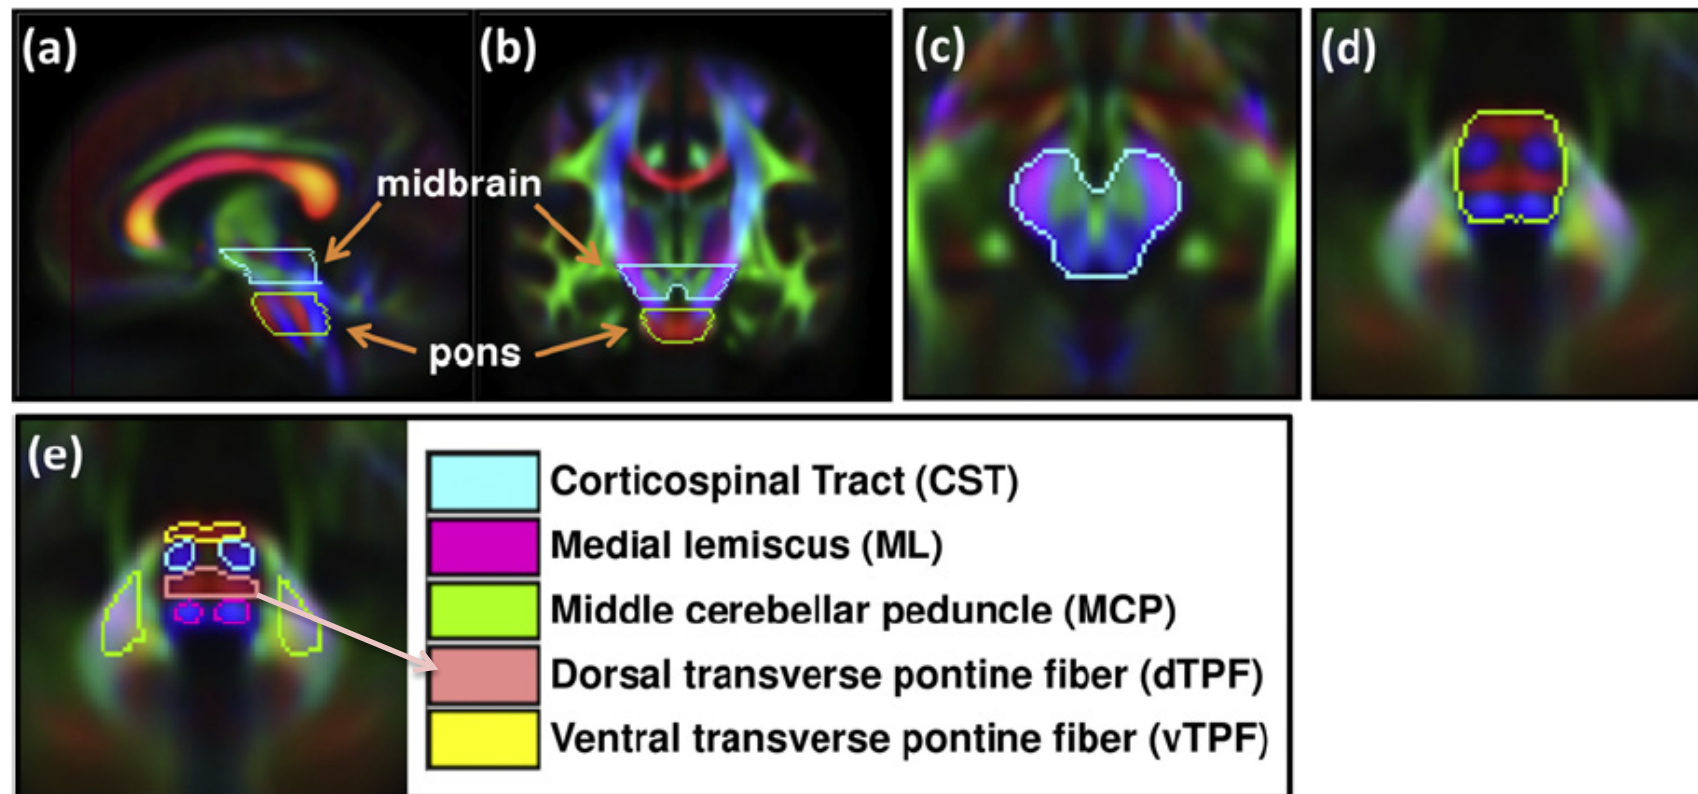 (a)
(b)
(c)
(d)
midbrain
pons
(e)
Corticospinal Tract (CST)
Medial lemiscus (ML)
Middle cerebellar peduncle (MCP)
Dorsal transverse pontine fiber (dTPF)
Ventral transverse pontine fiber (vTPF)